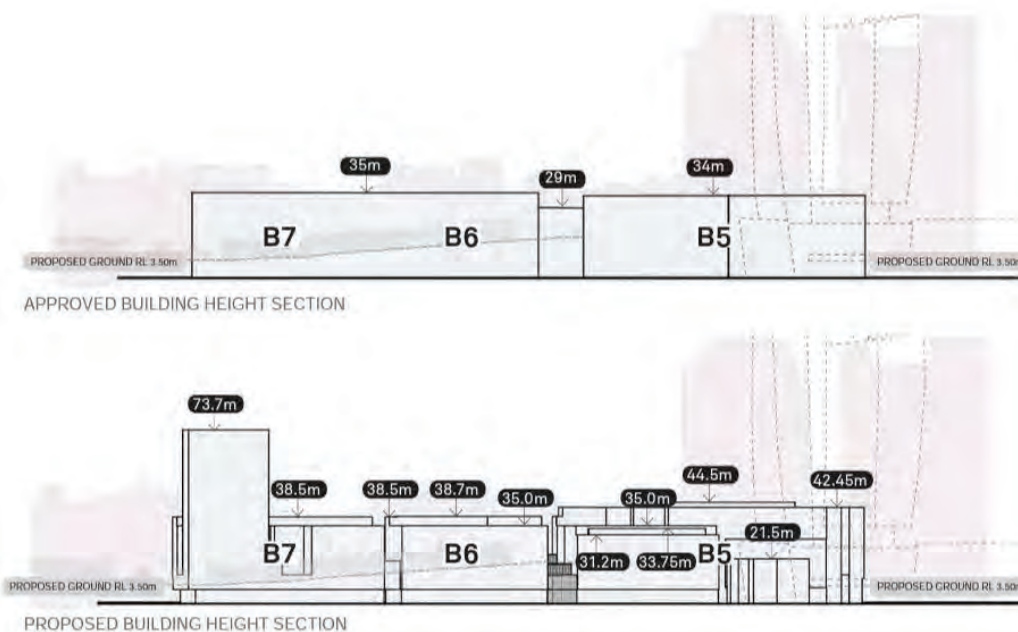 35m
29m
34m
B7 B6 B5
PROPOSED GROUND RL 3.50m PROPOSED GROUND RL 3.50m
APPROVED BUILDING HEIGHT SECTION
73.7m
38.5m 38.5m 38.7m 35.0m 35.0m 44.5m 42.45m
B7 B6 31.2m 33.75m B5 21.5m
PROPOSED GROUND RL 3.50m PROPOSED GROUND RL 3.50m
PROPOSED BUILDING HEIGHT SECTION